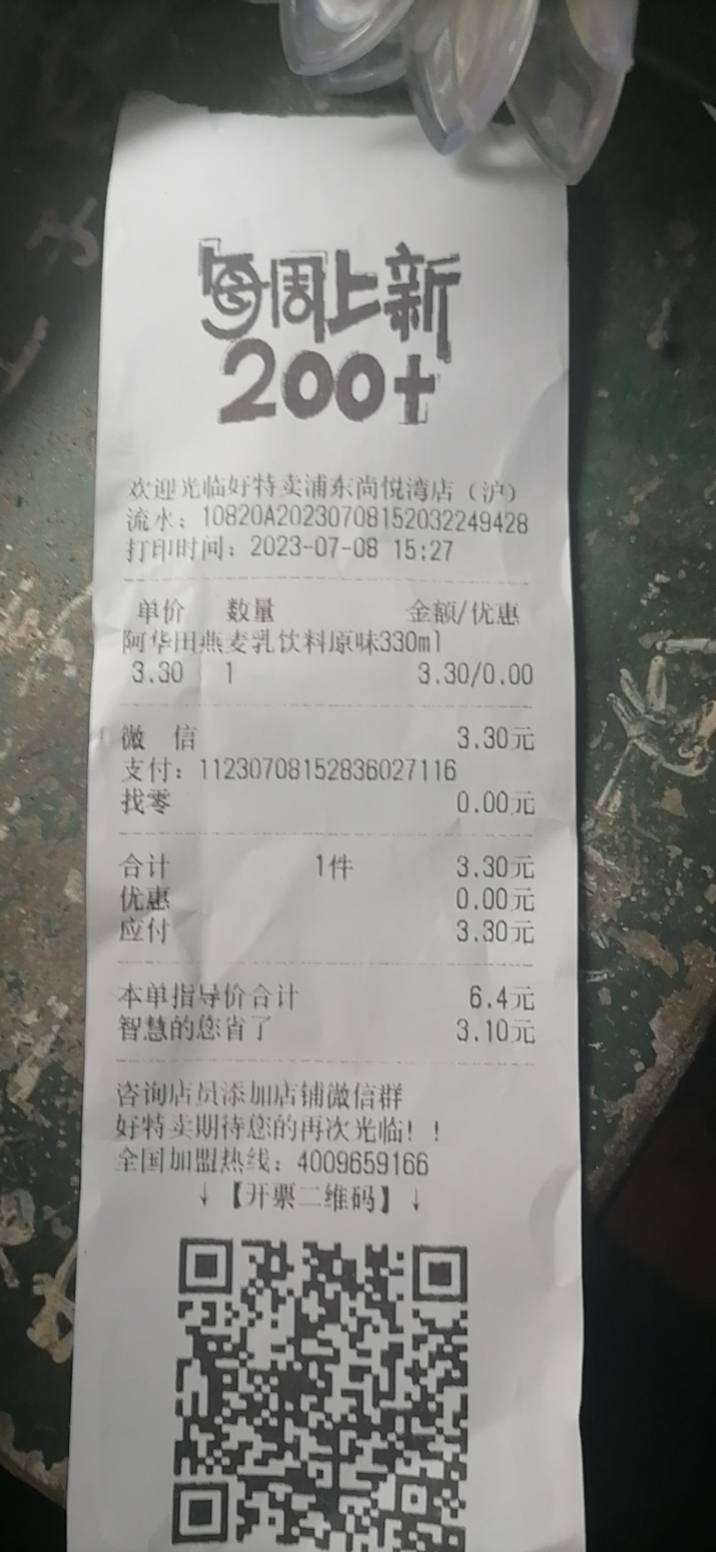 每周上新
200+
欢迎光临好特卖浦东尚悦湾店（沪）
流水：10820A20230708152032249428
打印时间：2023-07-08 15:27
单价 数量 金额/优惠
阿华田燕麦乳饮料原味330ml
3.30 1 3.30/0.00
微 信 3.30元
支付：11230708152836027116
找零 0.00元
合计 1件 3.30元
优惠 0.00元
应付 3.30元
本单指导价合计 6.4元
智慧的您省了 3.10元
咨询店员添加店铺微信群
好特卖期待您的再次光临！！
全国加盟热线：4009659166
↓【开票二维码】↓